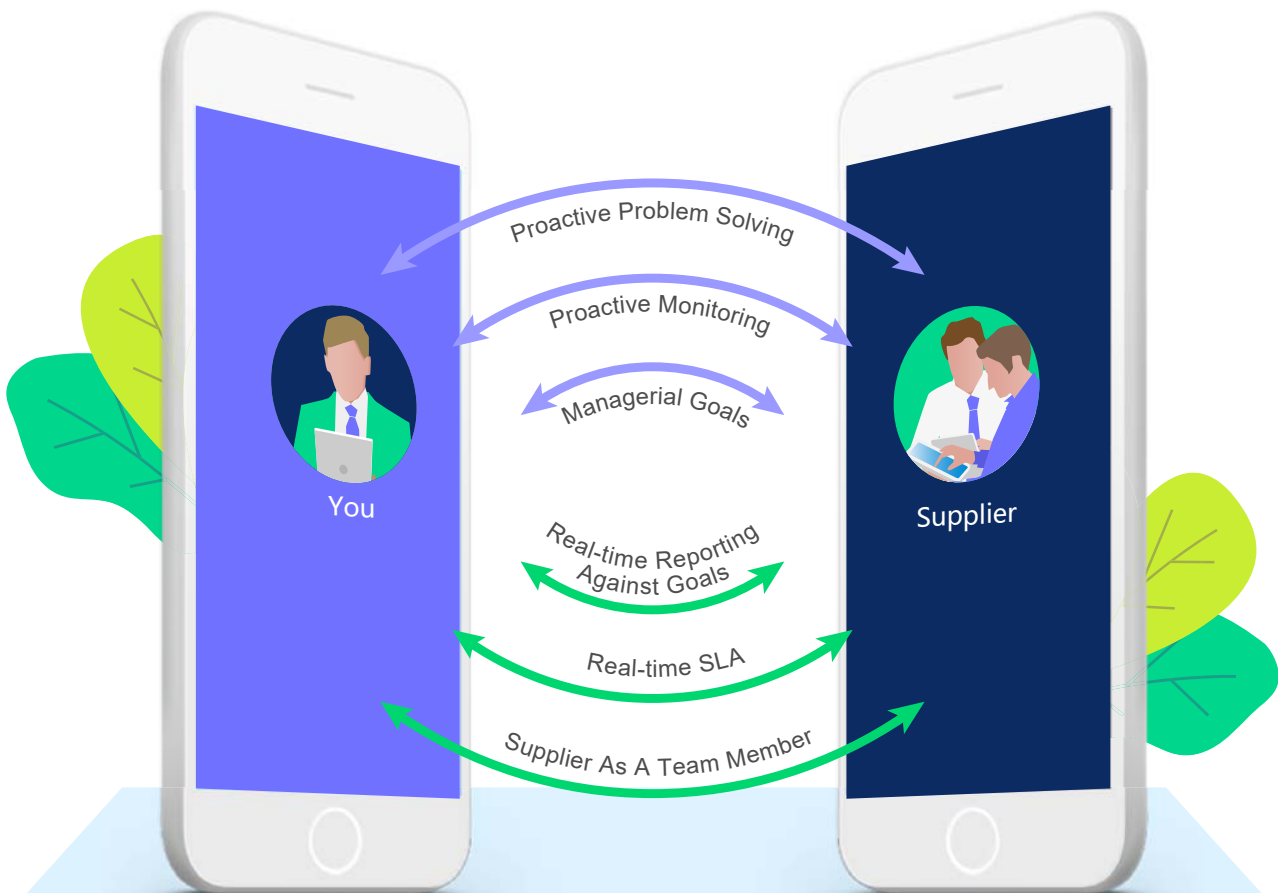 Proactive Problem Solving
Proactive Monitoring
Managerial Goals
You
Supplier
Real-time Reporting
Against Goals
Real-time SLA
Supplier As A Team Member